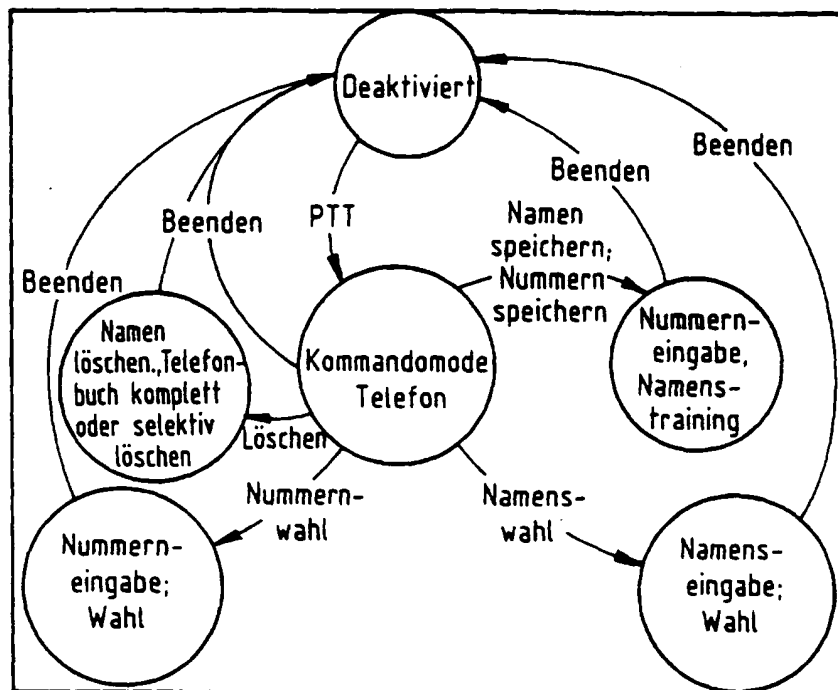 Deaktiviert
Beenden
Beenden
Beenden
Beenden
PTT
Namen
speichern;
Nummern
speichern
Namen
löschen.,Telefon-
buch komplett
oder selektiv
löschen
Kommandomode
Telefon
Nummern-
eingabe,
Namens-
training
Löschen
Nummern-
wahl
Namens-
wahl
Nummern-
eingabe;
Wahl
Namens-
eingabe;
Wahl